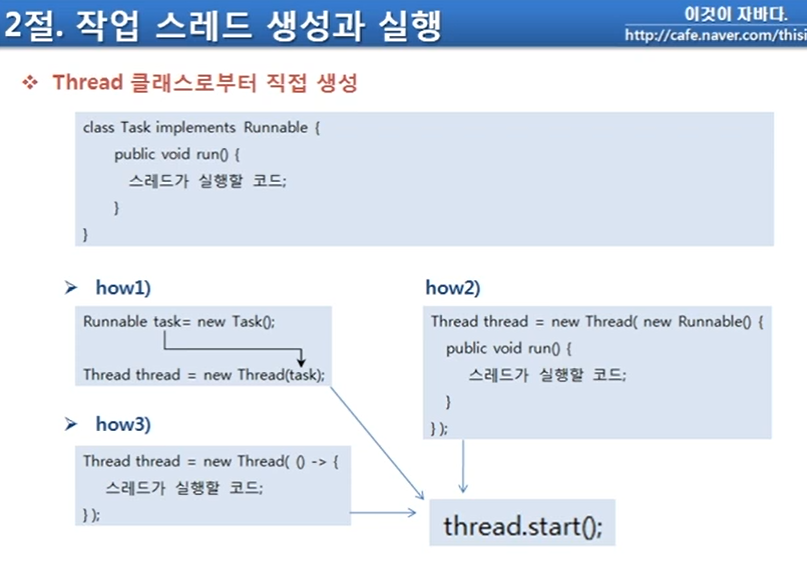 2절. 작업 스레드 생성과 실행
이것이 자바다.
http://cafe.naver.com/thisi
❖ Thread 클래스로부터 직접 생성
class Task implements Runnable {
public void run() {
스레드가 실행할 코드;
}
}
➢ how1)
Runnable task= new Task();
Thread thread = new Thread(task);
how2)
Thread thread = new Thread( new Runnable() {
public void run() {
스레드가 실행할 코드;
}
} );
➢ how3)
Thread thread = new Thread( () -> {
스레드가 실행할 코드;
} );
thread.start();